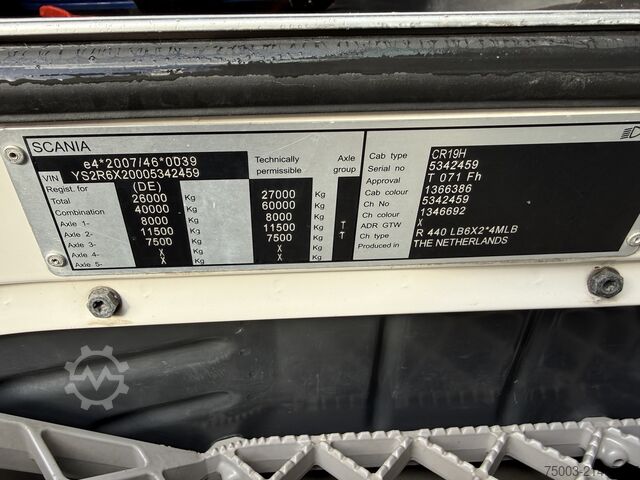 SCANIA
e4*2007/46*0039
VIN YS2R6X20005342459
Regist. for (DE) Technically permissible Axle group
Total 26000 Kg 27000 Kg
Combination 40000 Kg 60000 Kg
Axle 1- 8000 Kg 8000 Kg
Axle 2- 11500 Kg 11500 Kg T
Axle 3- 7500 Kg 7500 Kg T
Axle 4- X Kg X Kg
Axle 5- X Kg X Kg
Cab type CR19H
Serial no 5342459
Approval T 071 Fh
Cab colour 1366386
Ch No 5342459
Ch colour 1346692
ADR GTW X
Ch type R 440 LB6X2*4MLB
Produced in THE NETHERLANDS